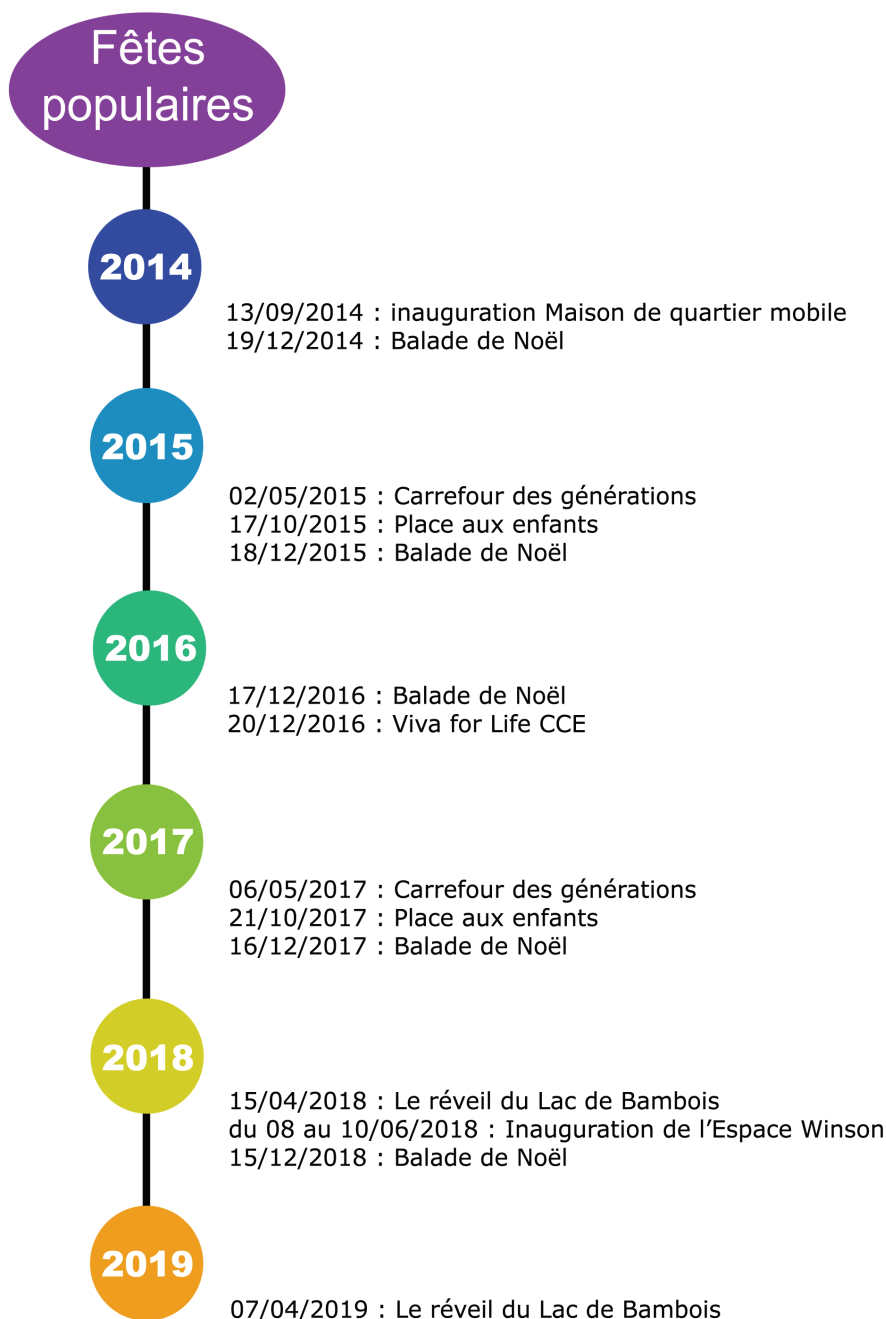 Fêtes
populaires
2014
13/09/2014 : inauguration Maison de quartier mobile
19/12/2014 : Balade de Noël
2015
02/05/2015 : Carrefour des générations
17/10/2015 : Place aux enfants
18/12/2015 : Balade de Noël
2016
17/12/2016 : Balade de Noël
20/12/2016 : Viva for Life CCE
2017
06/05/2017 : Carrefour des générations
21/10/2017 : Place aux enfants
16/12/2017 : Balade de Noël
2018
15/04/2018 : Le réveil du Lac de Bambois
du 08 au 10/06/2018 : Inauguration de l’Espace Winson
15/12/2018 : Balade de Noël
2019
07/04/2019 : Le réveil du Lac de Bambois